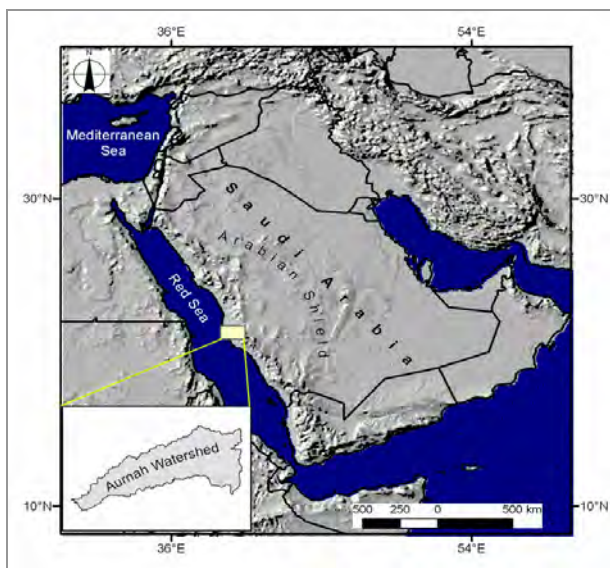 36°E 54°E
N
Mediterranean
Sea
30°N 30°N
Saudi Arabia
Arabian Shield
Red Sea
Aurnah Watershed
10°N 10°N
500 250 0 500 km
36°E 54°E